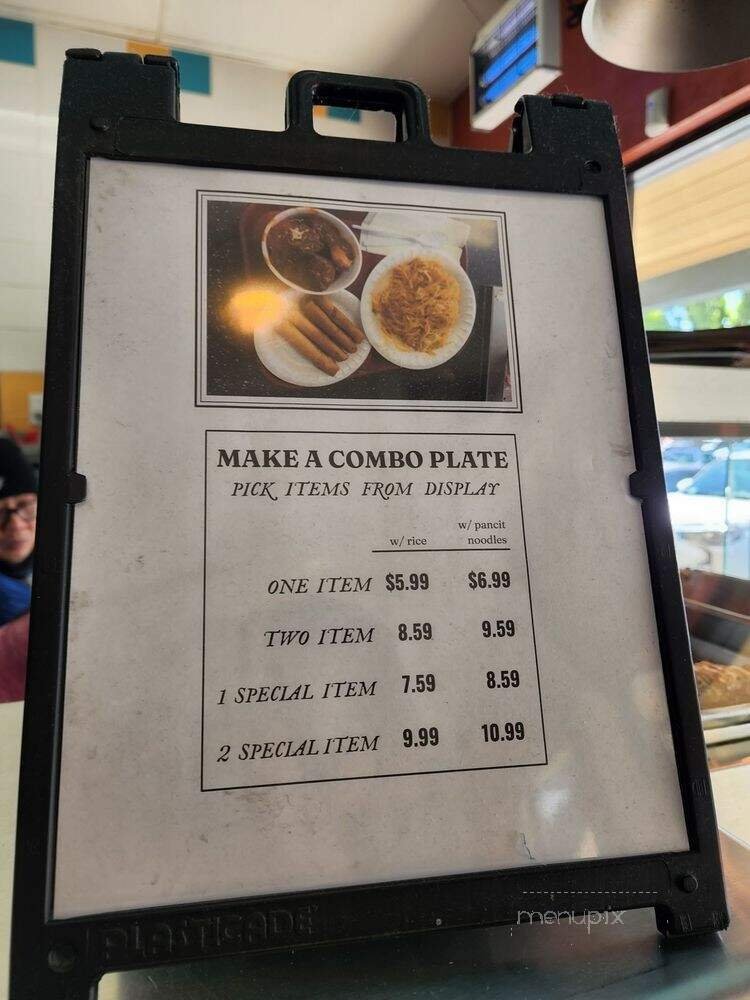 MAKE A COMBO PLATE
PICK ITEMS FROM DISPLAY
w/ rice w/ pancit noodles
ONE ITEM $5.99 $6.99
TWO ITEM 8.59 9.59
1 SPECIAL ITEM 7.59 8.59
2 SPECIAL ITEM 9.99 10.99
PLASTICADE
menupix